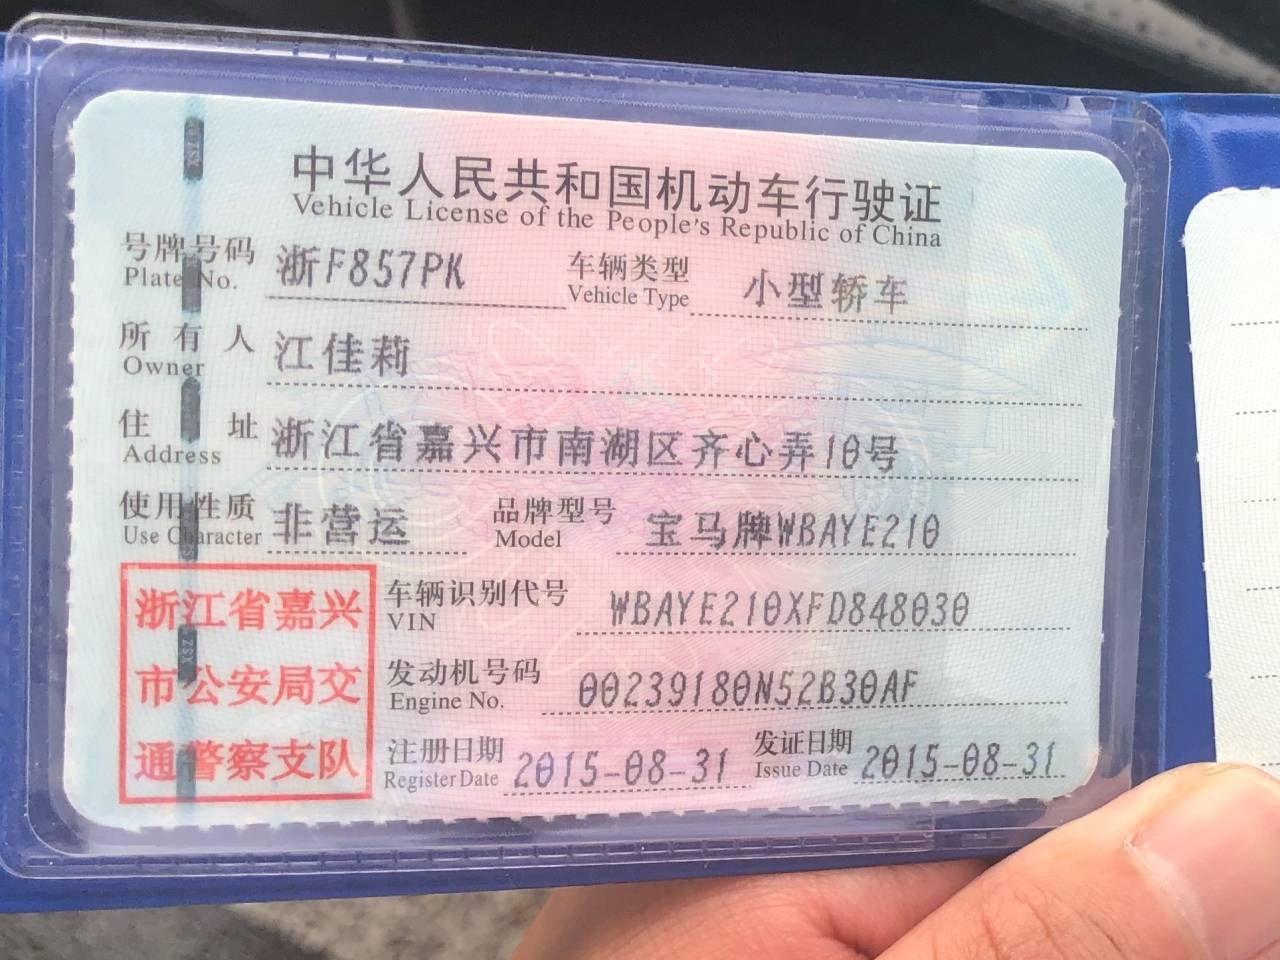 中华人民共和国机动车行驶证
Vehicle License of the People's Republic of China
号牌号码 浙F857PK 车辆类型 小型轿车
Plate No. Vehicle Type
所有人 江佳莉
Owner
住址 浙江省嘉兴市南湖区齐心弄10号
Address
使用性质 非营运 品牌型号 宝马牌WBAYE210
Use Character Model
浙江省嘉兴
市公安局交
通警察支队
车辆识别代号 WBAYE210XFD848030
VIN
发动机号码 00239180N52B30AF
Engine No.
注册日期 2015-08-31 发证日期 2015-08-31
Register Date Issue Date